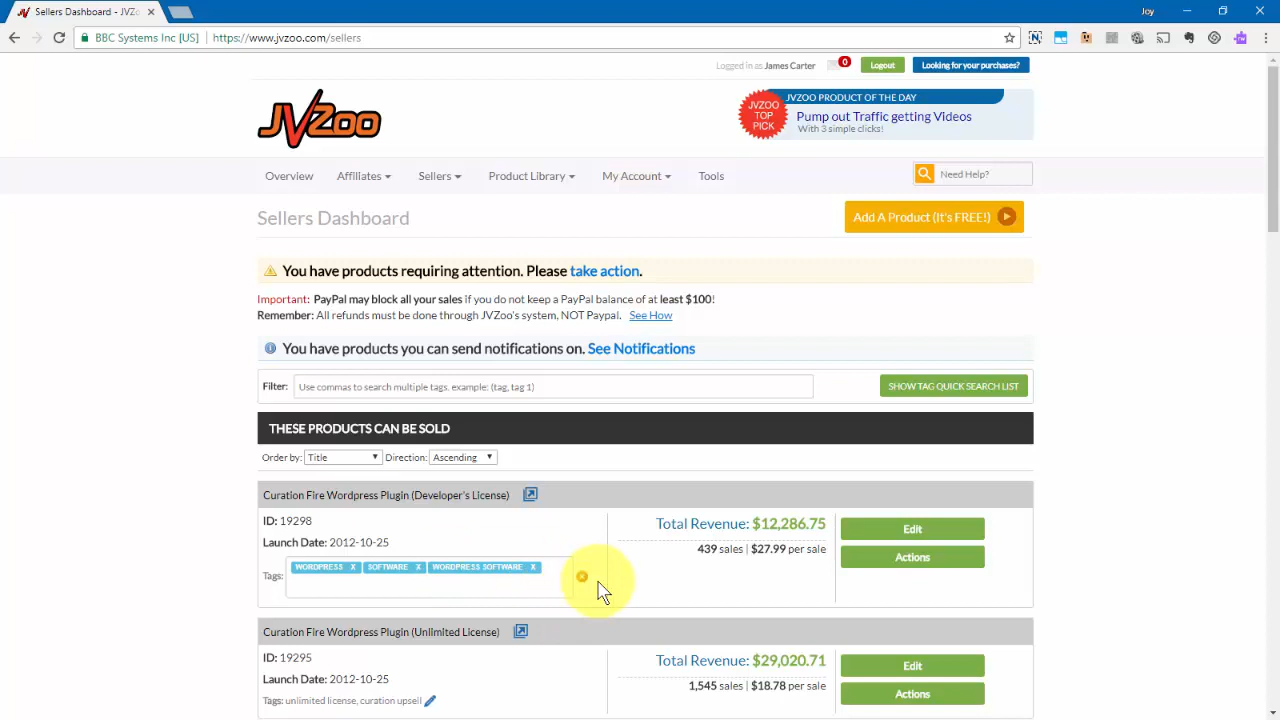 Sellers Dashboard - JVZo
Joy
BBC Systems Inc [US] https://www.jvzoo.com/sellers
Logged in as James Carter 0 Logout Looking for your purchases?
JVZOO
JVZOO TOP PICK
JVZOO PRODUCT OF THE DAY
Pump out Traffic getting Videos
With 3 simple clicks!
Overview Affiliates Sellers Product Library My Account Tools Need Help?
Sellers Dashboard Add A Product (It's FREE!)
You have products requiring attention. Please take action.
Important: PayPal may block all your sales if you do not keep a PayPal balance of at least $100!
Remember: All refunds must be done through JVZoo's system, NOT Paypal. See How
You have products you can send notifications on. See Notifications
Filter: Use commas to search multiple tags. example: (tag, tag 1) SHOW TAG QUICK SEARCH LIST
THESE PRODUCTS CAN BE SOLD
Order by: Title Direction: Ascending
Curation Fire Wordpress Plugin (Developer's License)
ID: 19298 Total Revenue: $12,286.75 Edit
Launch Date: 2012-10-25 439 sales | $27.99 per sale Actions
Tags: WORDPRESS X SOFTWARE X WORDPRESS SOFTWARE X
Curation Fire Wordpress Plugin (Unlimited License)
ID: 19295 Total Revenue: $29,020.71 Edit
Launch Date: 2012-10-25 1,545 sales | $18.78 per sale Actions
Tags: unlimited license, curation upsell